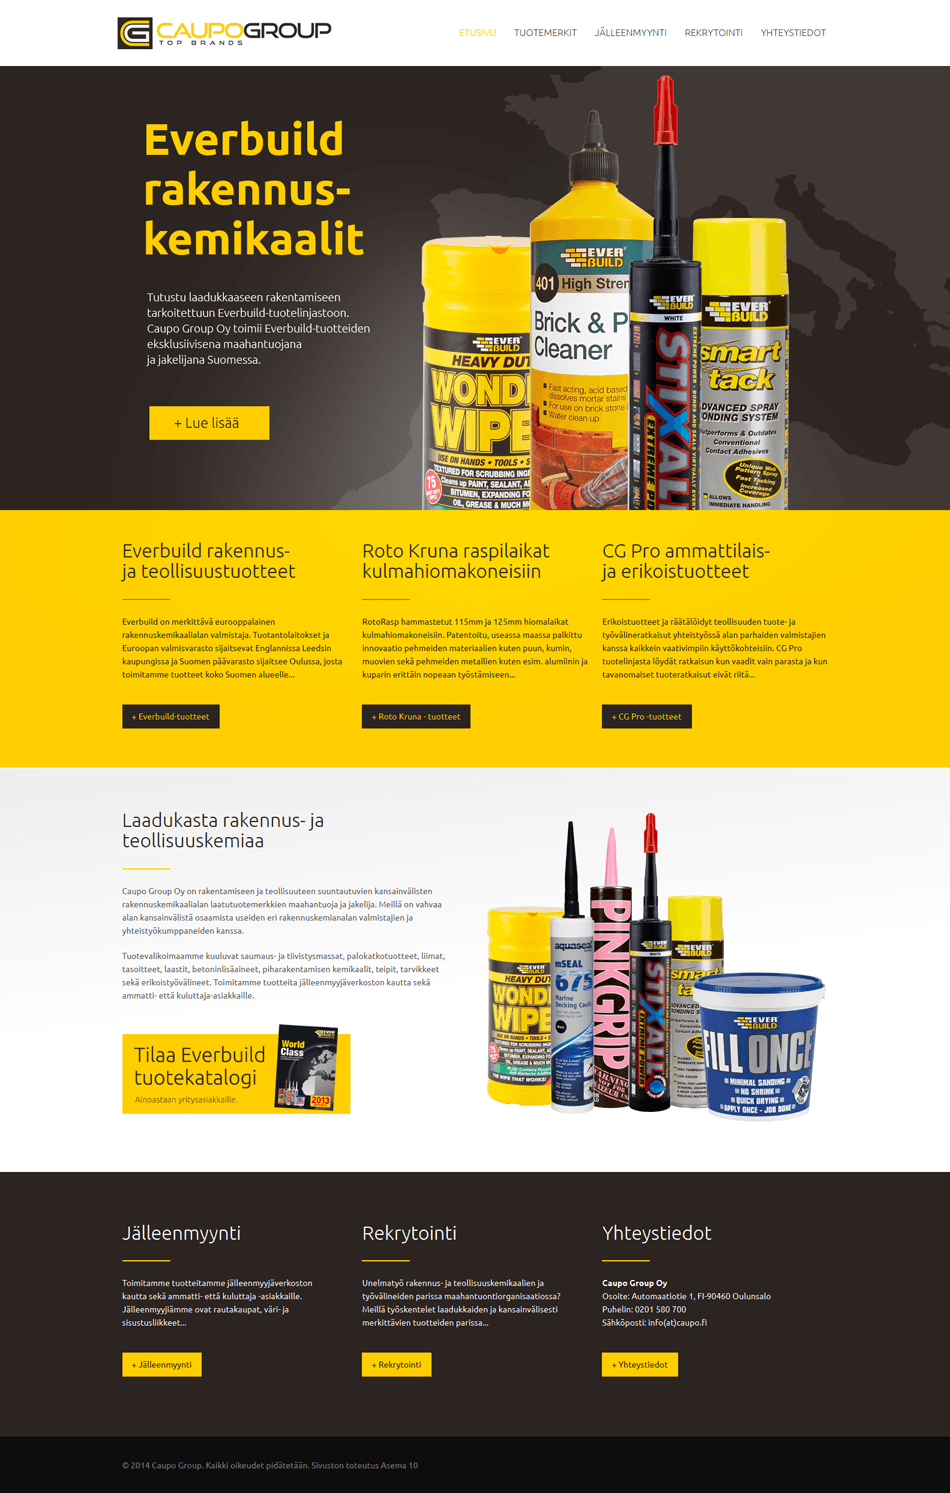 CAUPOGROUP
TOP BRANDS
ETUSIVU TUOTEMERKIT JÄLLEENMYYNTI REKRYTOINTI YHTEYSTIEDOT
Everbuild
rakennus-
kemikaalit
Tutustu laadukkaaseen rakentamiseen
tarkoitettuun Everbuild-tuotelinjastoon.
Caupo Group Oy toimii Everbuild-tuotteiden
eksklusiivisena maahantuojana
ja jakelijana Suomessa.
+ Lue lisää
EVER BUILD
HEAVY DUT
WONDE
WIPE
USE ON HANDS • TOOLS • S
TEXTURED FOR SCRUBBING ING
Cleans up PAINT, SEALANT, A
BITUMEN, EXPANDING FO
OIL, GREASE & MUCH MO
75
EVER
BUILD
401 High Stren
Brick & P
Cleaner
Fast acting, acid based
dissolves mortar stains
For use on brick stone
Water clean up
EVER
BUILD
WHITE
STIXALL
EXTREME PO
EVER
BUILD
smart
tack
ADVANCED SPRAY
BONDING SYSTEM
Outperforms & Outdates
Conventional
Contact Adhesives
Unique Web
Pattern Spray
Fast Tacking
Increased
Coverage
ALLOWS
IMMEDIATE HANDLING
Everbuild rakennus-
ja teollisuustuotteet
Everbuild on merkittävä eurooppalainen
rakennuskemikaalialan valmistaja. Tuotantolaitokset ja
Euroopan valmisvarasto sijaitsevat Englannissa Leedsin
kaupungissa ja Suomen päävarasto sijaitsee Oulussa, josta
toimitamme tuotteet koko Suomen alueelle...
+ Everbuild-tuotteet
Roto Kruna raspilaikat
kulmahiomakoneisiin
RotoRasp hammastetut 115mm ja 125mm hiomalaikat
kulmahiomakoneisiin. Patentoitu, useassa maassa palkittu
innovaatio pehmeiden materiaalien kuten puun, kumin,
muovien sekä pehmeiden metallien kuten esim. alumiinin ja
kuparin erittäin nopeaan työstämiseen...
+ Roto Kruna - tuotteet
CG Pro ammattilais-
ja erikoistuotteet
Erikoistuotteet ja räätälöidyt teollisuuden tuote- ja
työvälineratkaisut yhteistyössä alan parhaiden valmistajien
kanssa kaikkein vaativimpiin käyttökohteisiin. CG Pro
tuotelinjasta löydät ratkaisun kun vaadit vain parasta ja kun
tavanomaiset tuoteratkaisut eivät riitä...
+ CG Pro -tuotteet
Laadukasta rakennus- ja
teollisuuskemiaa
Caupo Group Oy on rakentamiseen ja teollisuuteen suuntautuvien kansainvälisten
rakennuskemikaalialan laatutuotemerkkien maahantuoja ja jakelija. Meillä on vahvaa
alan kansainvälistä osaamista useiden eri rakennuskemianalan valmistajien ja
yhteistyökumppaneiden kanssa.
Tuotevalikoimaamme kuuluvat saumaus- ja tiivistysmassat, palokatkotuotteet, liimat,
tasoitteet, laastit, betoninlisäaineet, piharakentamisen kemikaalit, teipit, tarvikkeet
sekä erikoistyövälineet. Toimitamme tuotteita jälleenmyyjäverkoston kautta sekä
ammatti- että kuluttaja-asiakkaille.
Tilaa Everbuild
tuotekatalogi
Ainoastaan yritysasiakkaille.
World
Class
2013
EVER BUILD
HEAVY DUT
WONDE
WIPE
aquaseal
mSEAL
675
Marine
Decking Caulk
PINKGRIP
STIXALL
smart
tack
EVER
BUILD
FILL ONCE
MINIMAL SANDING
NO SHRINK
QUICK DRYING
APPLY ONCE - JOB DONE
Jälleenmyynti
Toimitamme tuotteitamme jälleenmyyjäverkoston
kautta sekä ammatti- että kuluttaja -asiakkaille.
Jälleenmyyjiämme ovat rautakaupat, väri- ja
sisustusliikkeet...
+ Jälleenmyynti
Rekrytointi
Unelmatyö rakennus- ja teollisuuskemikaalien ja
työvälineiden parissa maahantuontiorganisaatiossa?
Meillä työskentelet laadukkaiden ja kansainvälisesti
merkittävien tuotteiden parissa...
+ Rekrytointi
Yhteystiedot
Caupo Group Oy
Osoite: Automaatiotie 1, FI-90460 Oulunsalo
Puhelin: 0201 580 700
Sähköposti: info(at)caupo.fi
+ Yhteystiedot
© 2014 Caupo Group. Kaikki oikeudet pidätetään. Sivuston toteutus Asema 10